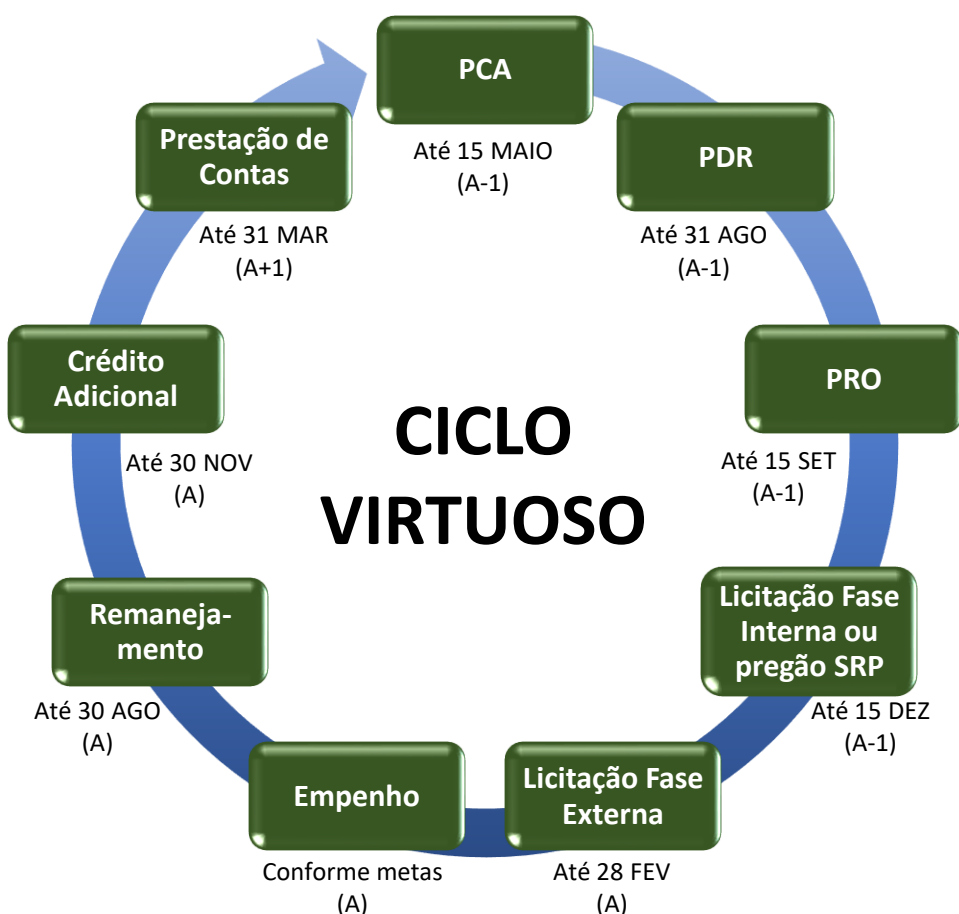 PCA
Até 15 MAIO
(A-1)
PDR
Até 31 AGO
(A-1)
PRO
Até 15 SET
(A-1)
Licitação Fase
Interna ou
pregão SRP
Até 15 DEZ
(A-1)
Licitação Fase
Externa
Até 28 FEV
(A)
Empenho
Conforme metas
(A)
Remaneja-
mento
Até 30 AGO
(A)
Crédito
Adicional
Até 30 NOV
(A)
Prestação de
Contas
Até 31 MAR
(A+1)
CICLO
VIRTUOSO